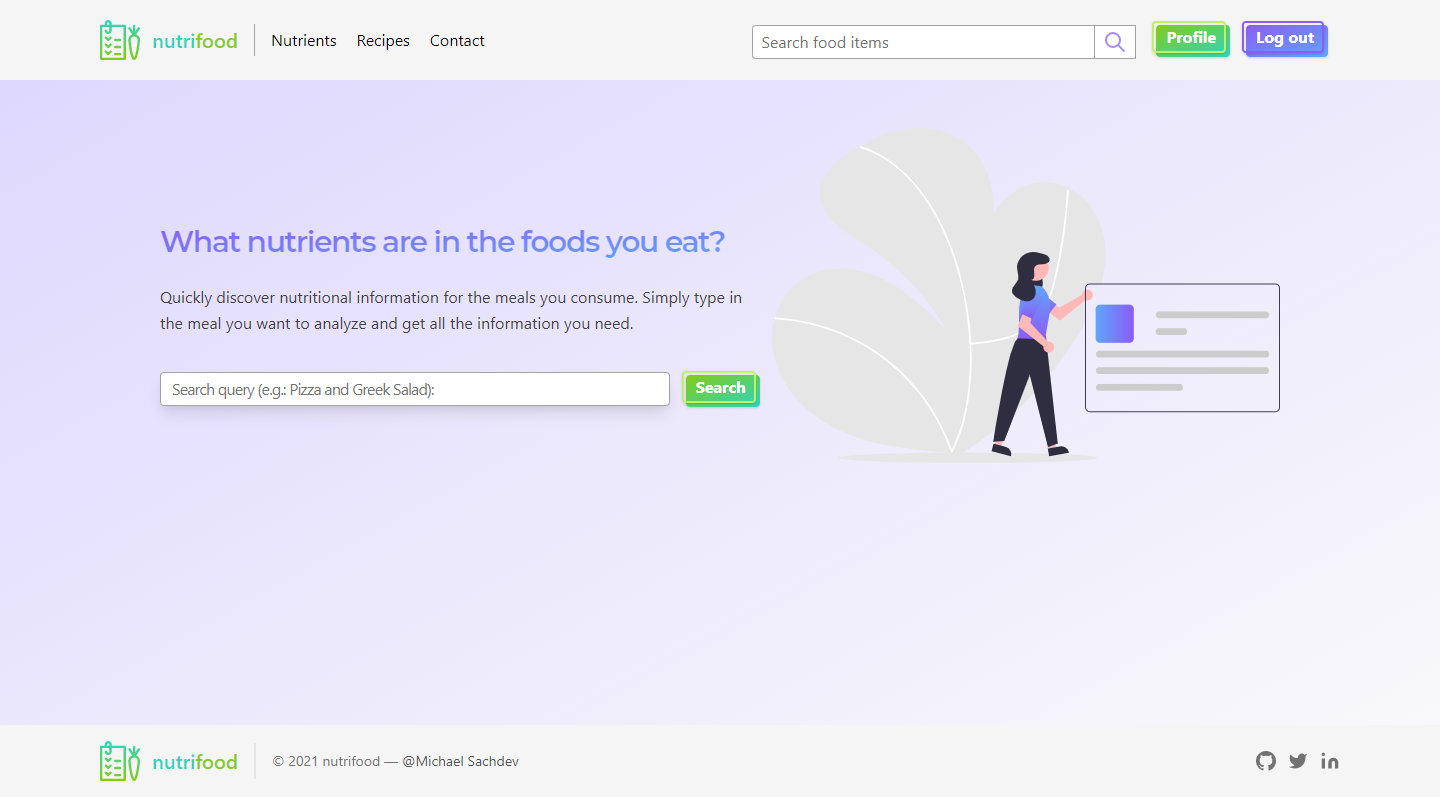 nutrifood
Nutrients Recipes Contact
Search food items
Profile
Log out
What nutrients are in the foods you eat?
Quickly discover nutritional information for the meals you consume. Simply type in
the meal you want to analyze and get all the information you need.
Search query (e.g.: Pizza and Greek Salad):
Search
nutrifood
© 2021 nutrifood — @Michael Sachdev